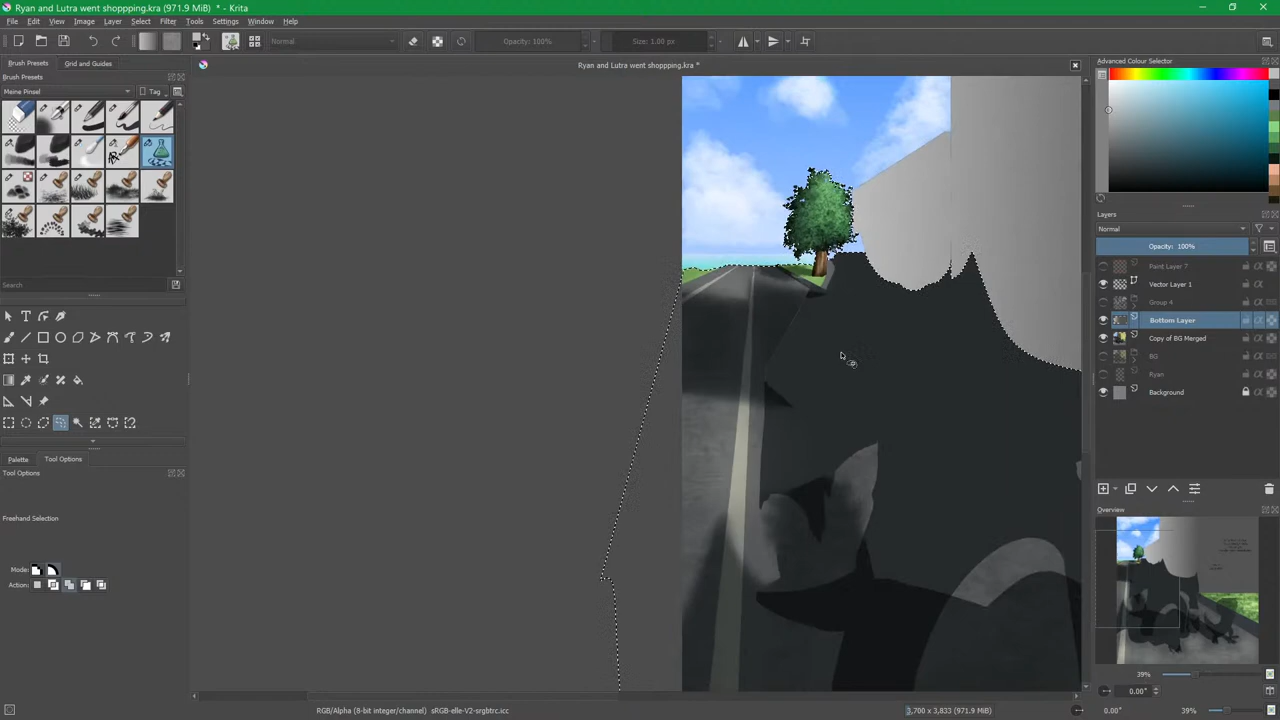 Ryan and Lutra went shoppping.kra (971.9 MiB) * - Krita
File Edit View Image Layer Select Filter Tools Settings Window Help
Normal
Opacity: 100%
Size: 1.00 px
Brush Presets
Grid and Guides
Ryan and Lutra went shoppping.kra *
Brush Presets
Meine Pinsel
Tag
Search
Palette
Tool Options
Tool Options
Freehand Selection
Mode:
Action:
Advanced Colour Selector
Layers
Normal
Opacity: 100%
Paint Layer 7
Vector Layer 1
Group 4
Bottom Layer
Copy of BG Merged
BG
Ryan
Background
Overview
39%
0.00°
RGB/Alpha (8-bit integer/channel) sRGB-elle-V2-srgbtrc.icc
3,700 x 3,833 (971.9 MiB)
0.00°
39%